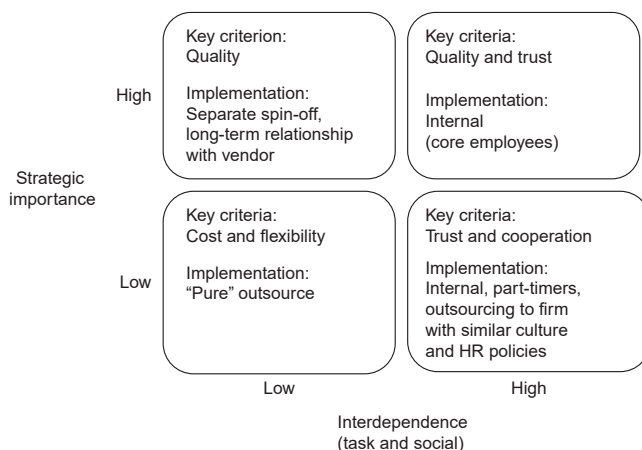 Key criterion:
Quality
Implementation:
Separate spin-off,
long-term relationship
with vendor
Key criteria:
Quality and trust
Implementation:
Internal
(core employees)
High
Strategic
importance
Key criteria:
Cost and flexibility
Implementation:
“Pure” outsource
Key criteria:
Trust and cooperation
Implementation:
Internal, part-timers,
outsourcing to firm
with similar culture
and HR policies
Low
Low
High
Interdependence
(task and social)